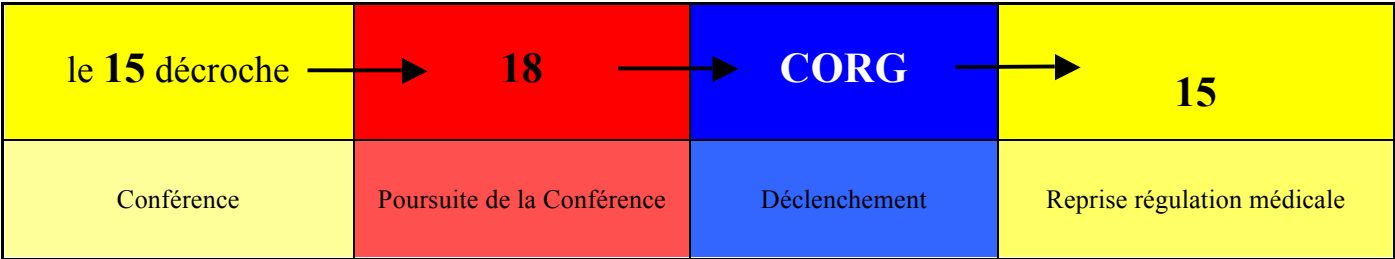 le 15 décroche
18
CORG
15
Conférence
Poursuite de la Conférence
Déclenchement
Reprise régulation médicale